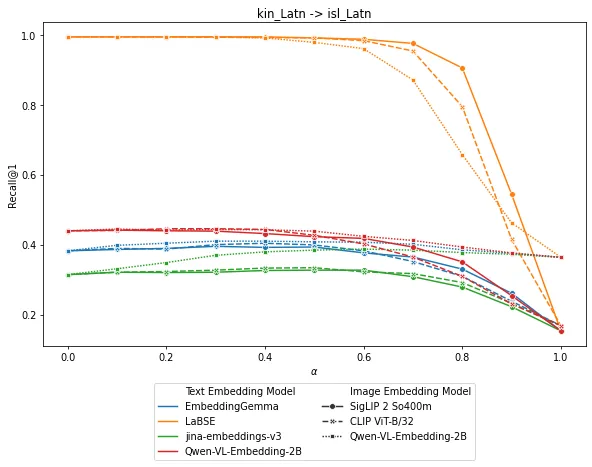 kin_Latn -> isl_Latn
Recall@1
1.0
0.8
0.6
0.4
0.2
0.0 0.2 0.4 0.6 0.8 1.0
α
Text Embedding Model Image Embedding Model
EmbeddingGemma SigLIP 2 So400m
LaBSE CLIP ViT-B/32
jina-embeddings-v3 Qwen-VL-Embedding-2B
Qwen-VL-Embedding-2B